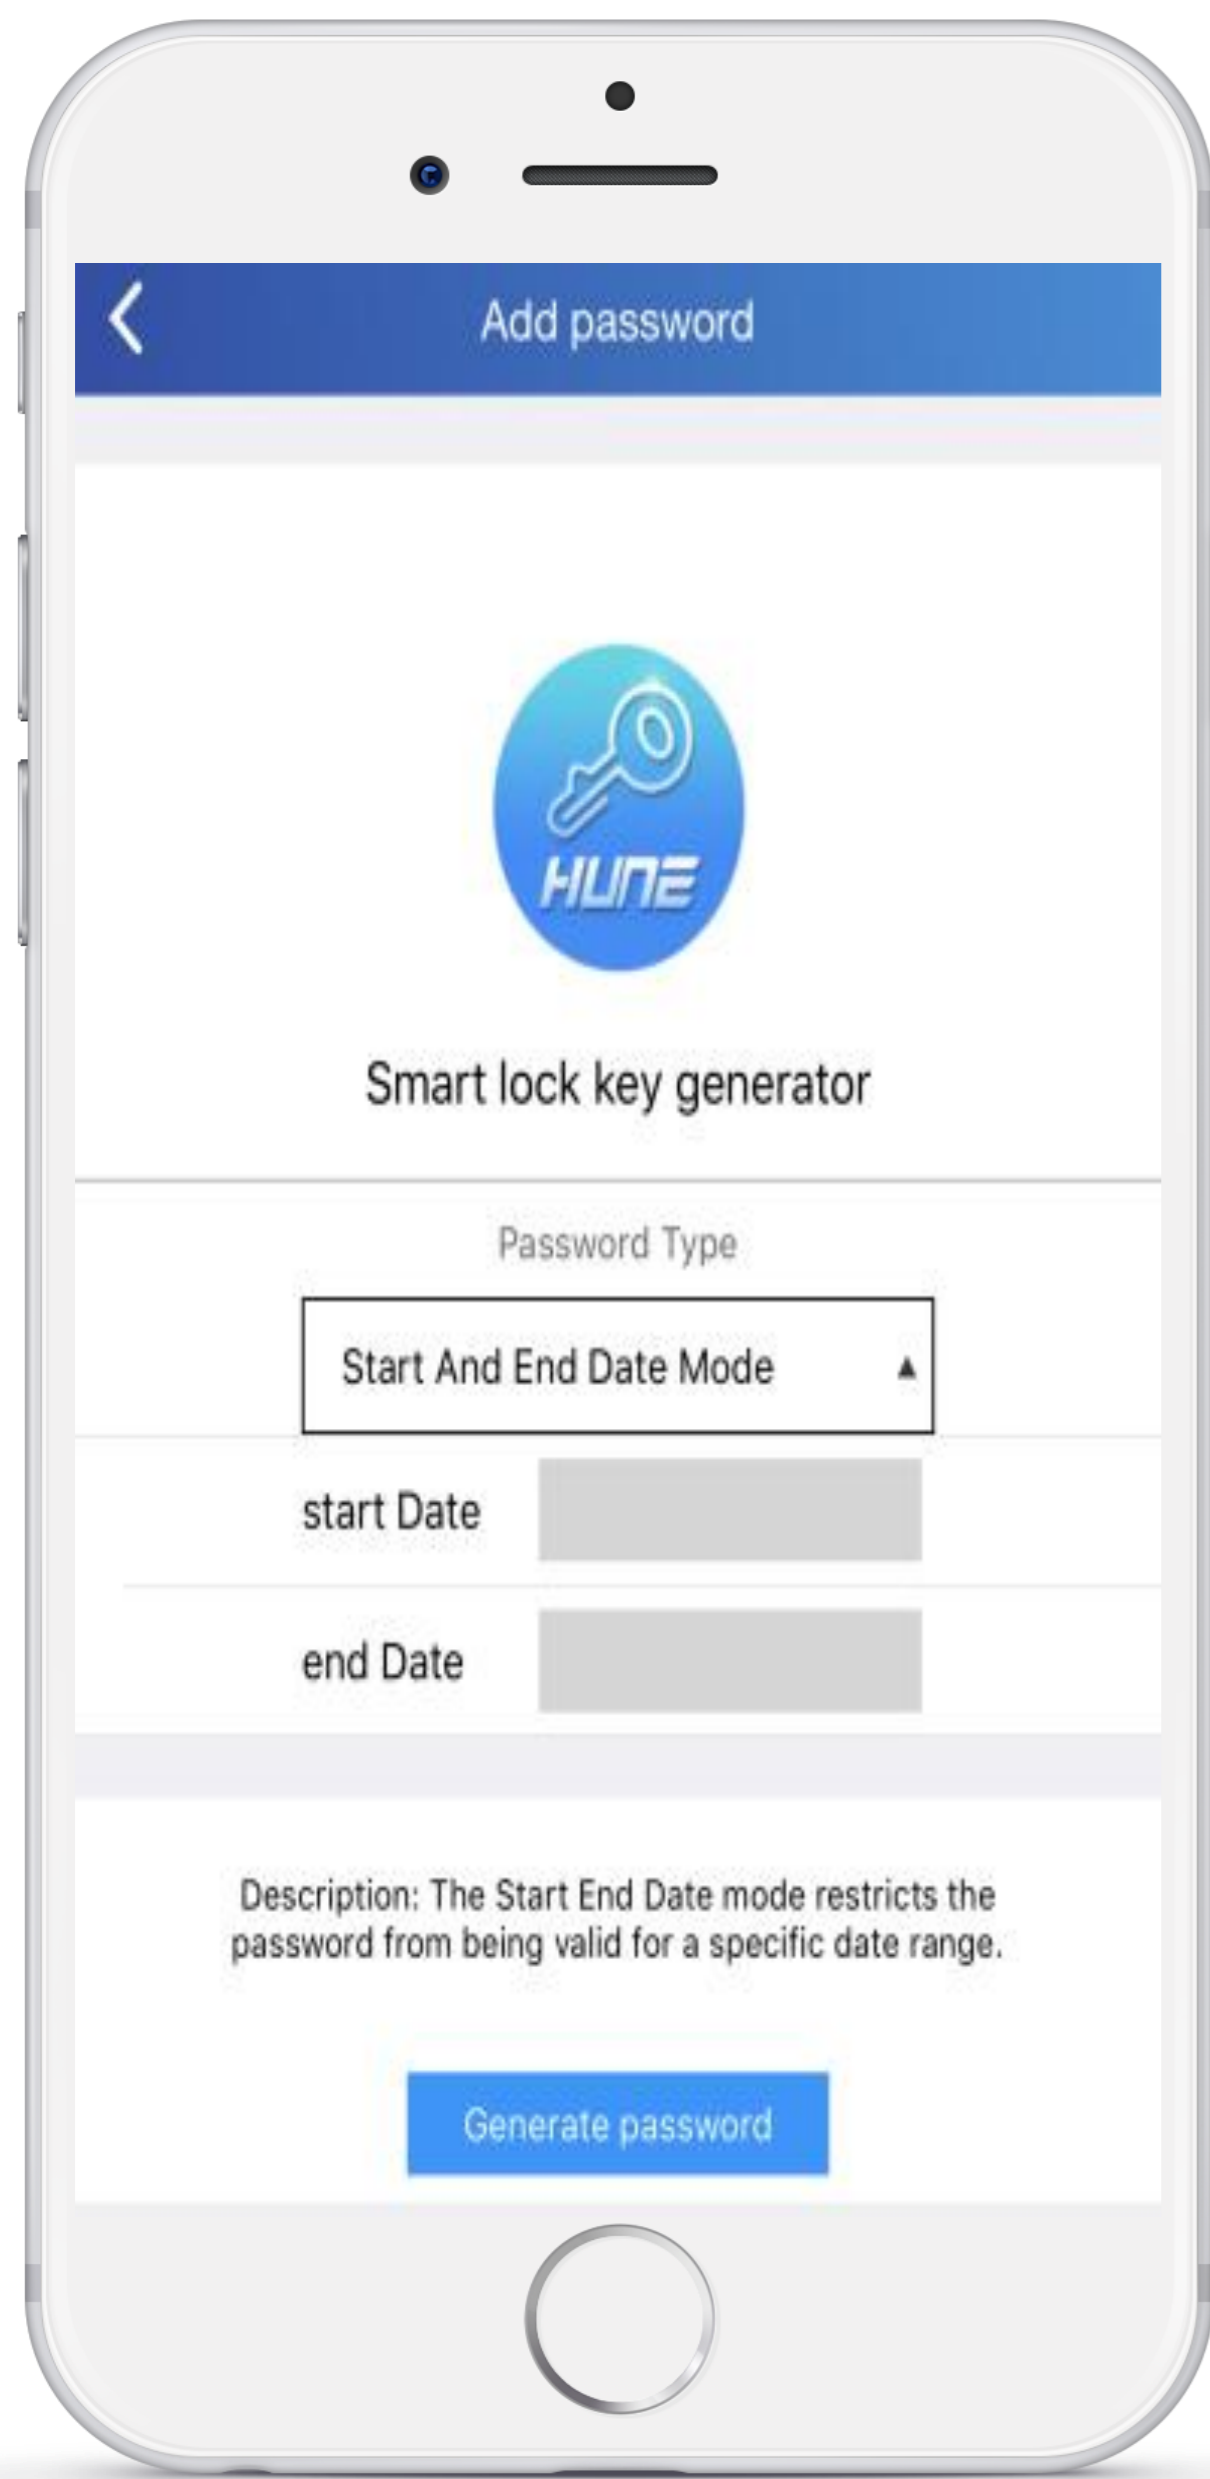 Add password
HUNE
Smart lock key generator
Password Type
Start And End Date Mode
start Date
end Date
Description: The Start End Date mode restricts the
password from being valid for a specific date range.
Generate password